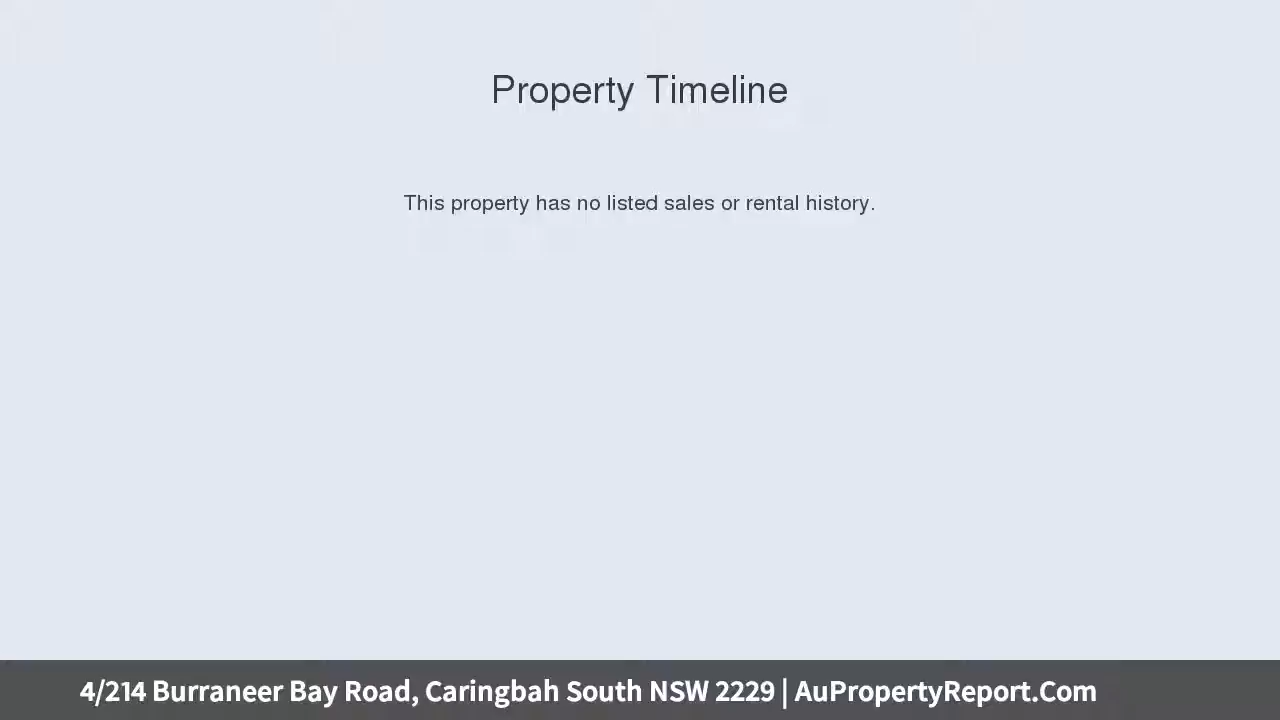 Property Timeline
This property has no listed sales or rental history.
4/214 Burraneer Bay Road, Caringbah South NSW 2229 | AuPropertyReport.Com